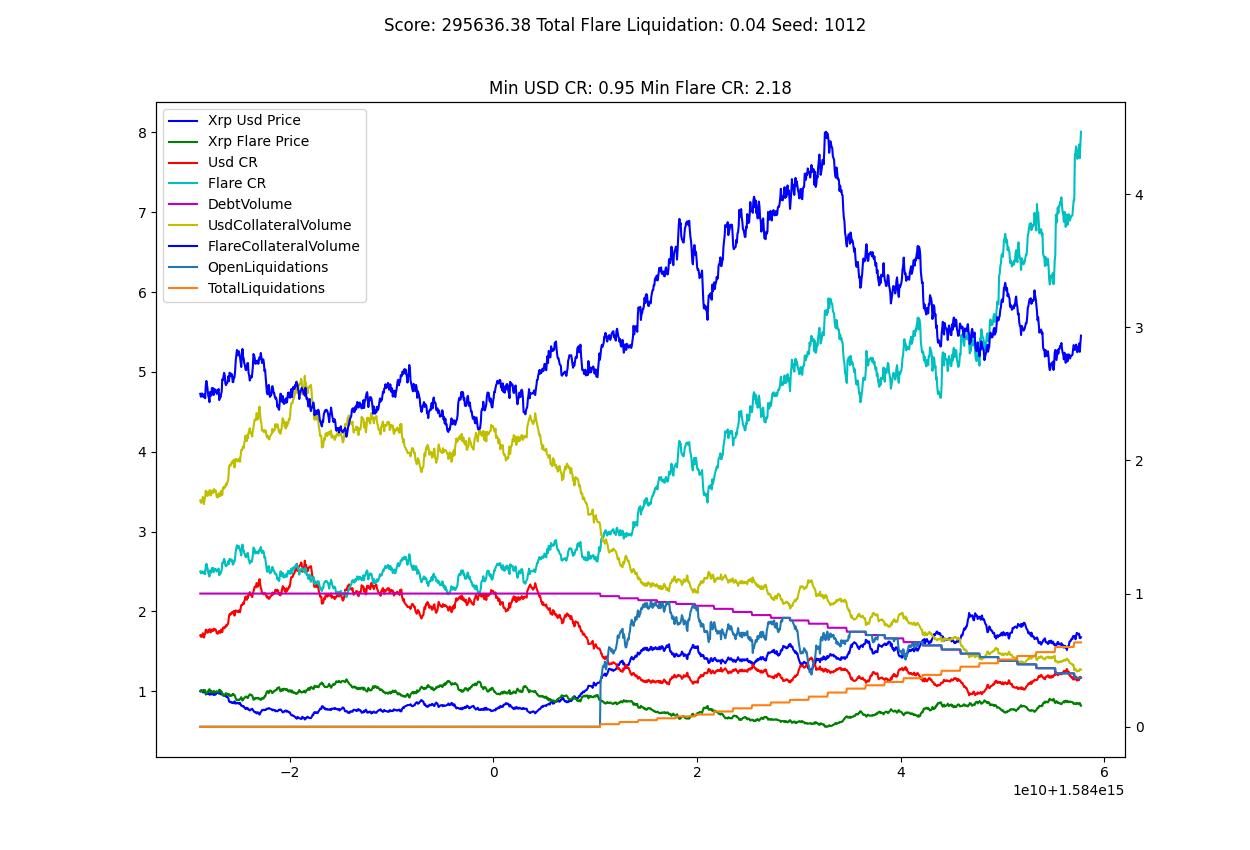 Score: 295636.38 Total Flare Liquidation: 0.04 Seed: 1012
Min USD CR: 0.95 Min Flare CR: 2.18
Xrp Usd Price
Xrp Flare Price
Usd CR
Flare CR
DebtVolume
UsdCollateralVolume
FlareCollateralVolume
OpenLiquidations
TotalLiquidations
8
7
6
5
4
3
2
1
4
3
2
1
0
−2
0
2
4
6
1e10+1.584e15